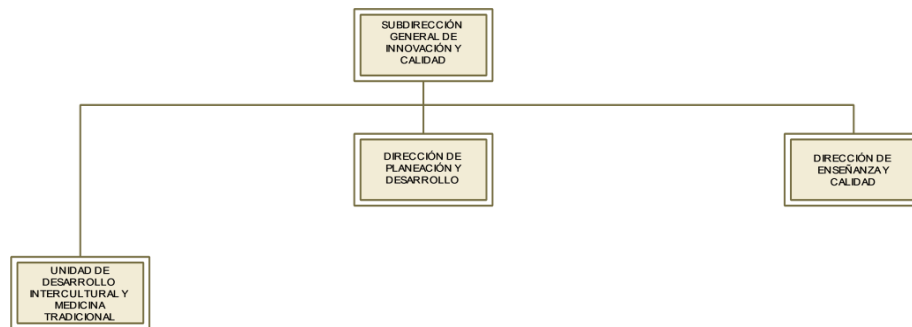 SUBDIRECCIÓN
GENERAL DE
INNOVACIÓN Y
CALIDAD
DIRECCIÓN DE
PLANEACIÓN Y
DESARROLLO
DIRECCIÓN DE
ENSEÑANZA Y
CALIDAD
UNIDAD DE
DESARROLLO
INTERCULTURAL Y
MEDICINA
TRADICIONAL